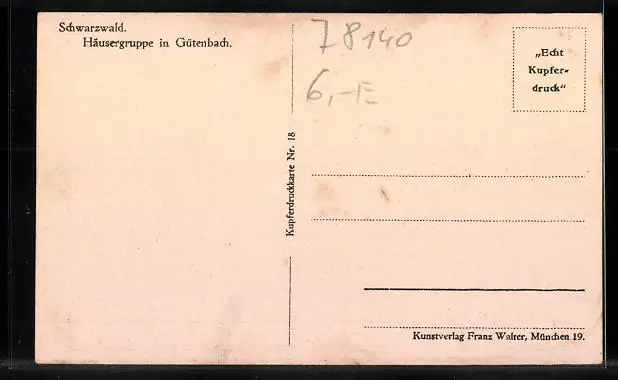 Schwarzwald.
Häusergruppe in Gütenbach.
78140
6,-E
„Echt
Kupfer-
druck“
Kupferdruckkarte Nr. 18
Kunstverlag Franz Walter, München 19.